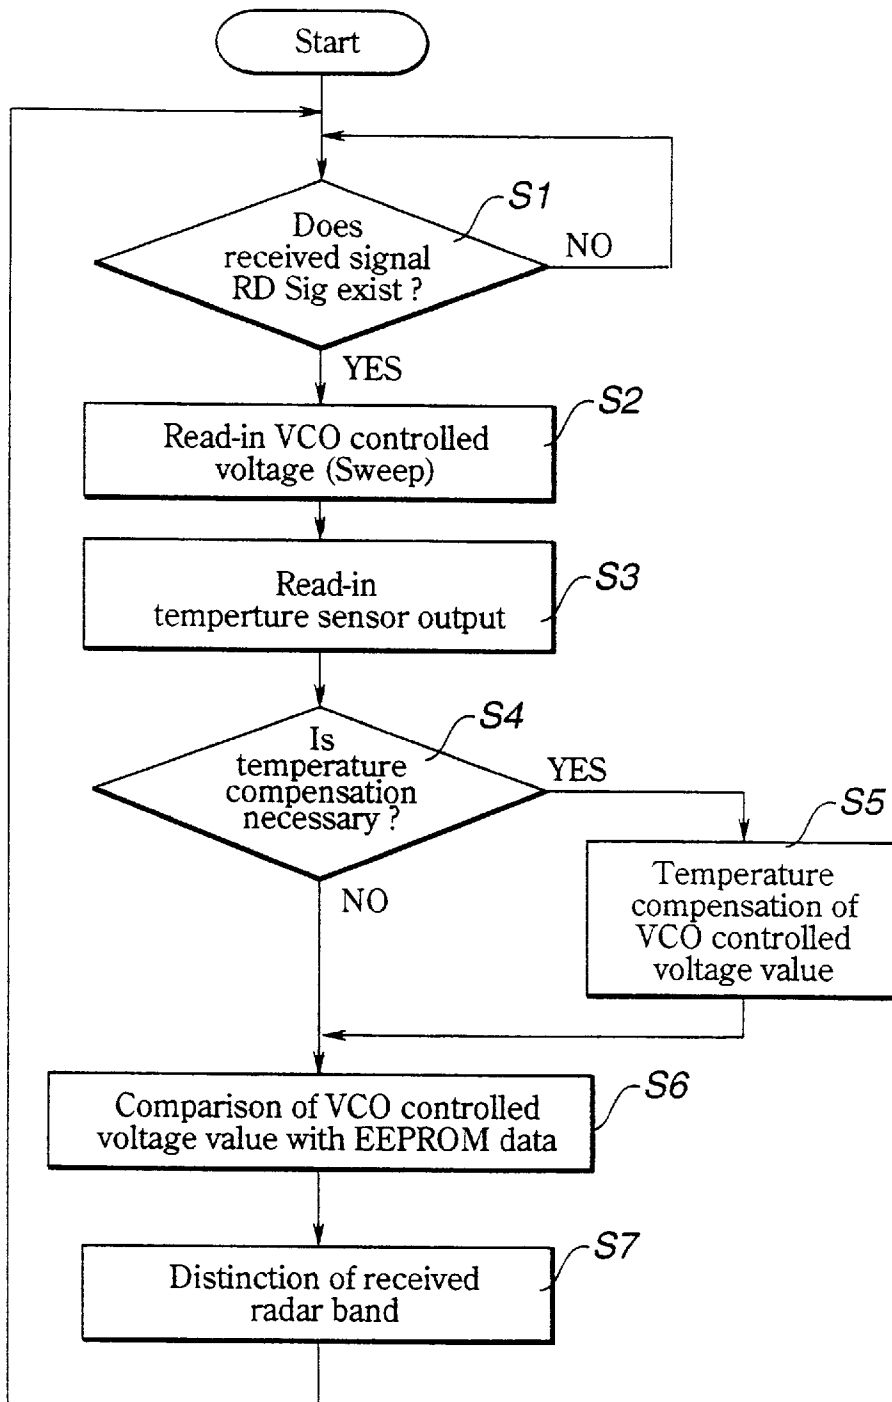 Start
S1
Does
received signal
RD Sig exist ?
NO
YES
S2
Read-in VCO controlled
voltage (Sweep)
S3
Read-in
temperture sensor output
S4
Is
temperature
compensation
necessary ?
YES
S5
NO
Temperature
compensation of
VCO controlled
voltage value
S6
Comparison of VCO controlled
voltage value with EEPROM data
S7
Distinction of received
radar band